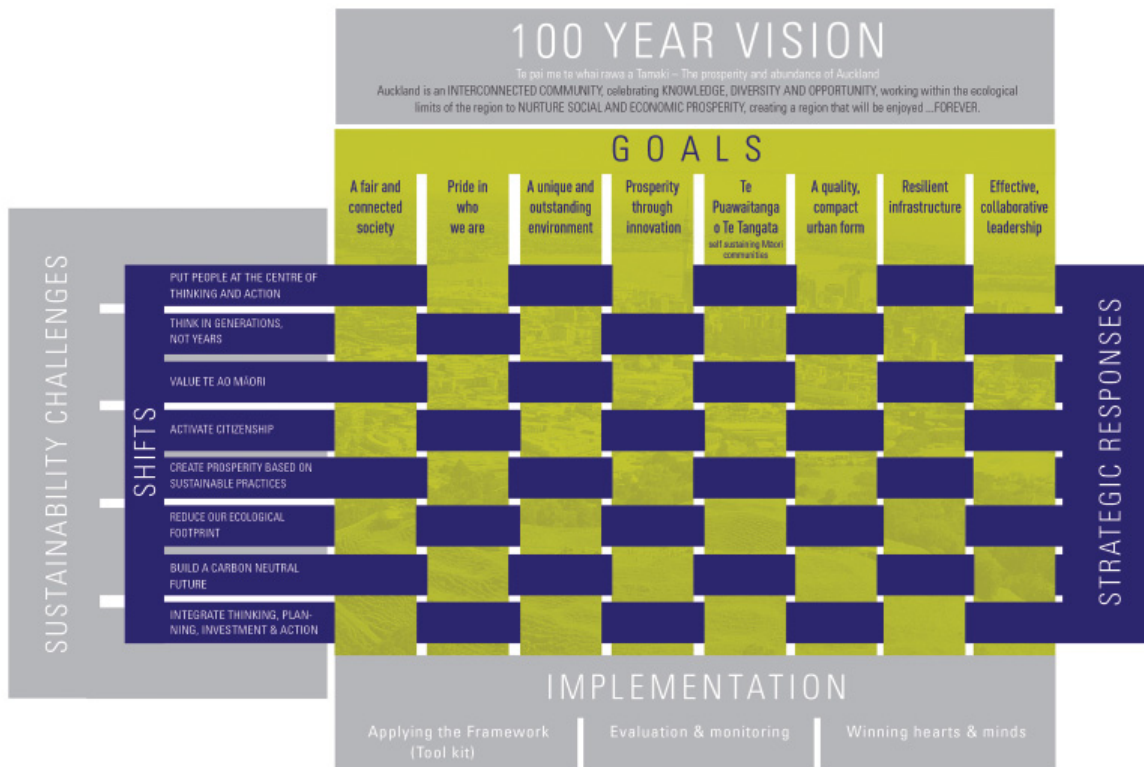 100 YEAR VISION
Te pai me te whai rawa a Tamaki – The prosperity and abundance of Auckland
Auckland is an INTERCONNECTED COMMUNITY, celebrating KNOWLEDGE, DIVERSITY AND OPPORTUNITY, working within the ecological
limits of the region to NURTURE SOCIAL AND ECONOMIC PROSPERITY, creating a region that will be enjoyed ...FOREVER.
GOALS
A fair and
connected
society
Pride in
who
we are
A unique and
outstanding
environment
Prosperity
through
innovation
Te
Puawaitanga
o Te Tangata
self sustaining Māori
communities
A quality,
compact
urban form
Resilient
infrastructure
Effective,
collaborative
leadership
SUSTAINABILITY CHALLENGES
SHIFTS
PUT PEOPLE AT THE CENTRE OF
THINKING AND ACTION
THINK IN GENERATIONS,
NOT YEARS
VALUE TE AO MĀORI
ACTIVATE CITIZENSHIP
CREATE PROSPERITY BASED ON
SUSTAINABLE PRACTICES
REDUCE OUR ECOLOGICAL
FOOTPRINT
BUILD A CARBON NEUTRAL
FUTURE
INTEGRATE THINKING, PLAN-
NING, INVESTMENT & ACTION
STRATEGIC RESPONSES
IMPLEMENTATION
Applying the Framework
(Tool kit)
Evaluation & monitoring
Winning hearts & minds